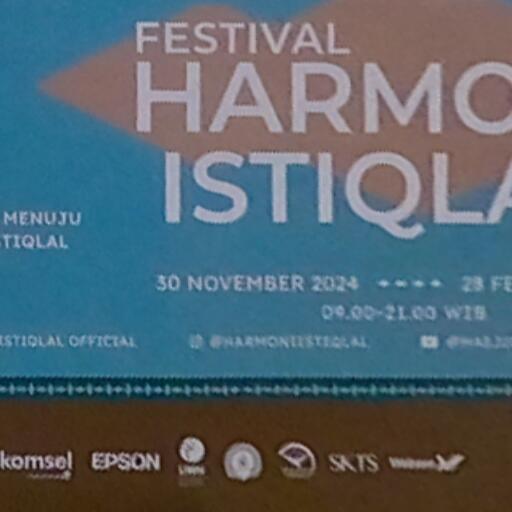 FESTIVAL
HARMO
ISTIQLA
MENUJU
STIQLAL
30 NOVEMBER 2024 28 FE
09.00-21.00 WIB
ISTIQLAL OFFICIAL @HARMONIISTIQLAL
komsel EPSON SKTS